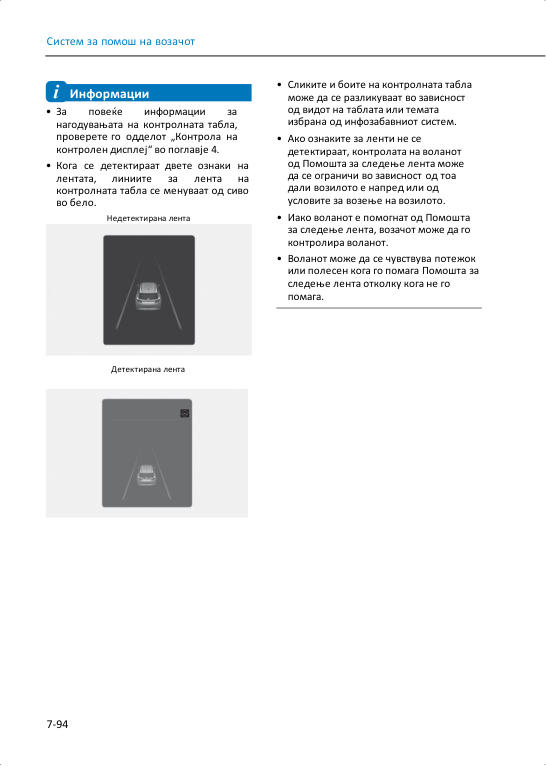 Систем за помош на возачот
i Информации
• За повеќе информации за
нагодувањата на контролната табла,
проверете го одделот „Контрола на
контролен дисплеј“ во поглавје 4.
• Кога се детектираат двете ознаки на
лентата, линиите за лента на
контролната табла се менуваат од сиво
во бело.
Недетектирана лента
Детектирана лента
• Сликите и боите на контролната табла
може да се разликуваат во зависност
од видот на таблата или темата
избрана од инфозабавниот систем.
• Ако ознаките за ленти не се
детектираат, контролата на воланот
од Помошта за следење лента може
да се ограничи во зависност од тоа
дали возилото е напред или од
условите за возење на возилото.
• Иако воланот е помогнат од Помошта
за следење лента, возачот може да го
контролира воланот.
• Воланот може да се чувствува потежок
или полесен кога го помага Помошта за
следење лента отколку кога не го
помага.
7-94